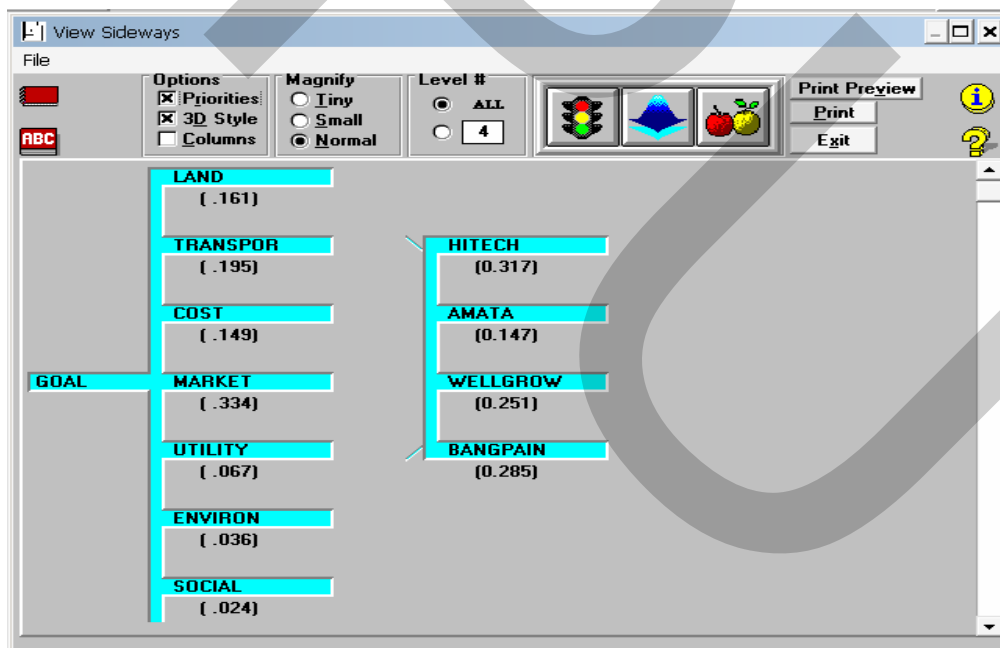 View Sideways
File
Options
Priorities
3D Style
Columns
Magnify
Tiny
Small
Normal
Level #
ALL
4
Print Preview
Print
Exit
ABC
LAND
( .161)
TRANSPOR
( .195)
COST
( .149)
GOAL
MARKET
( .334)
UTILITY
( .067)
ENVIRON
( .036)
SOCIAL
( .024)
HITECH
(0.317)
AMATA
(0.147)
WELLGROW
(0.251)
BANGPAIN
(0.285)